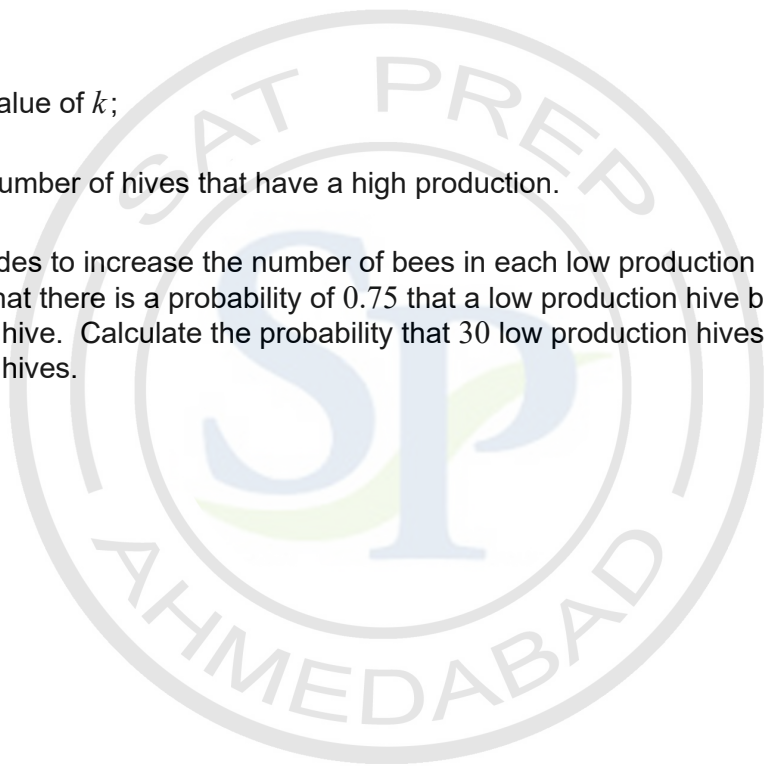 alue of k;
umber of hives that have a high production.
des to increase the number of bees in each low production
hat there is a probability of 0.75 that a low production hive b
hive. Calculate the probability that 30 low production hives
hives.
SAT PREP
SP
AHMEDABAD